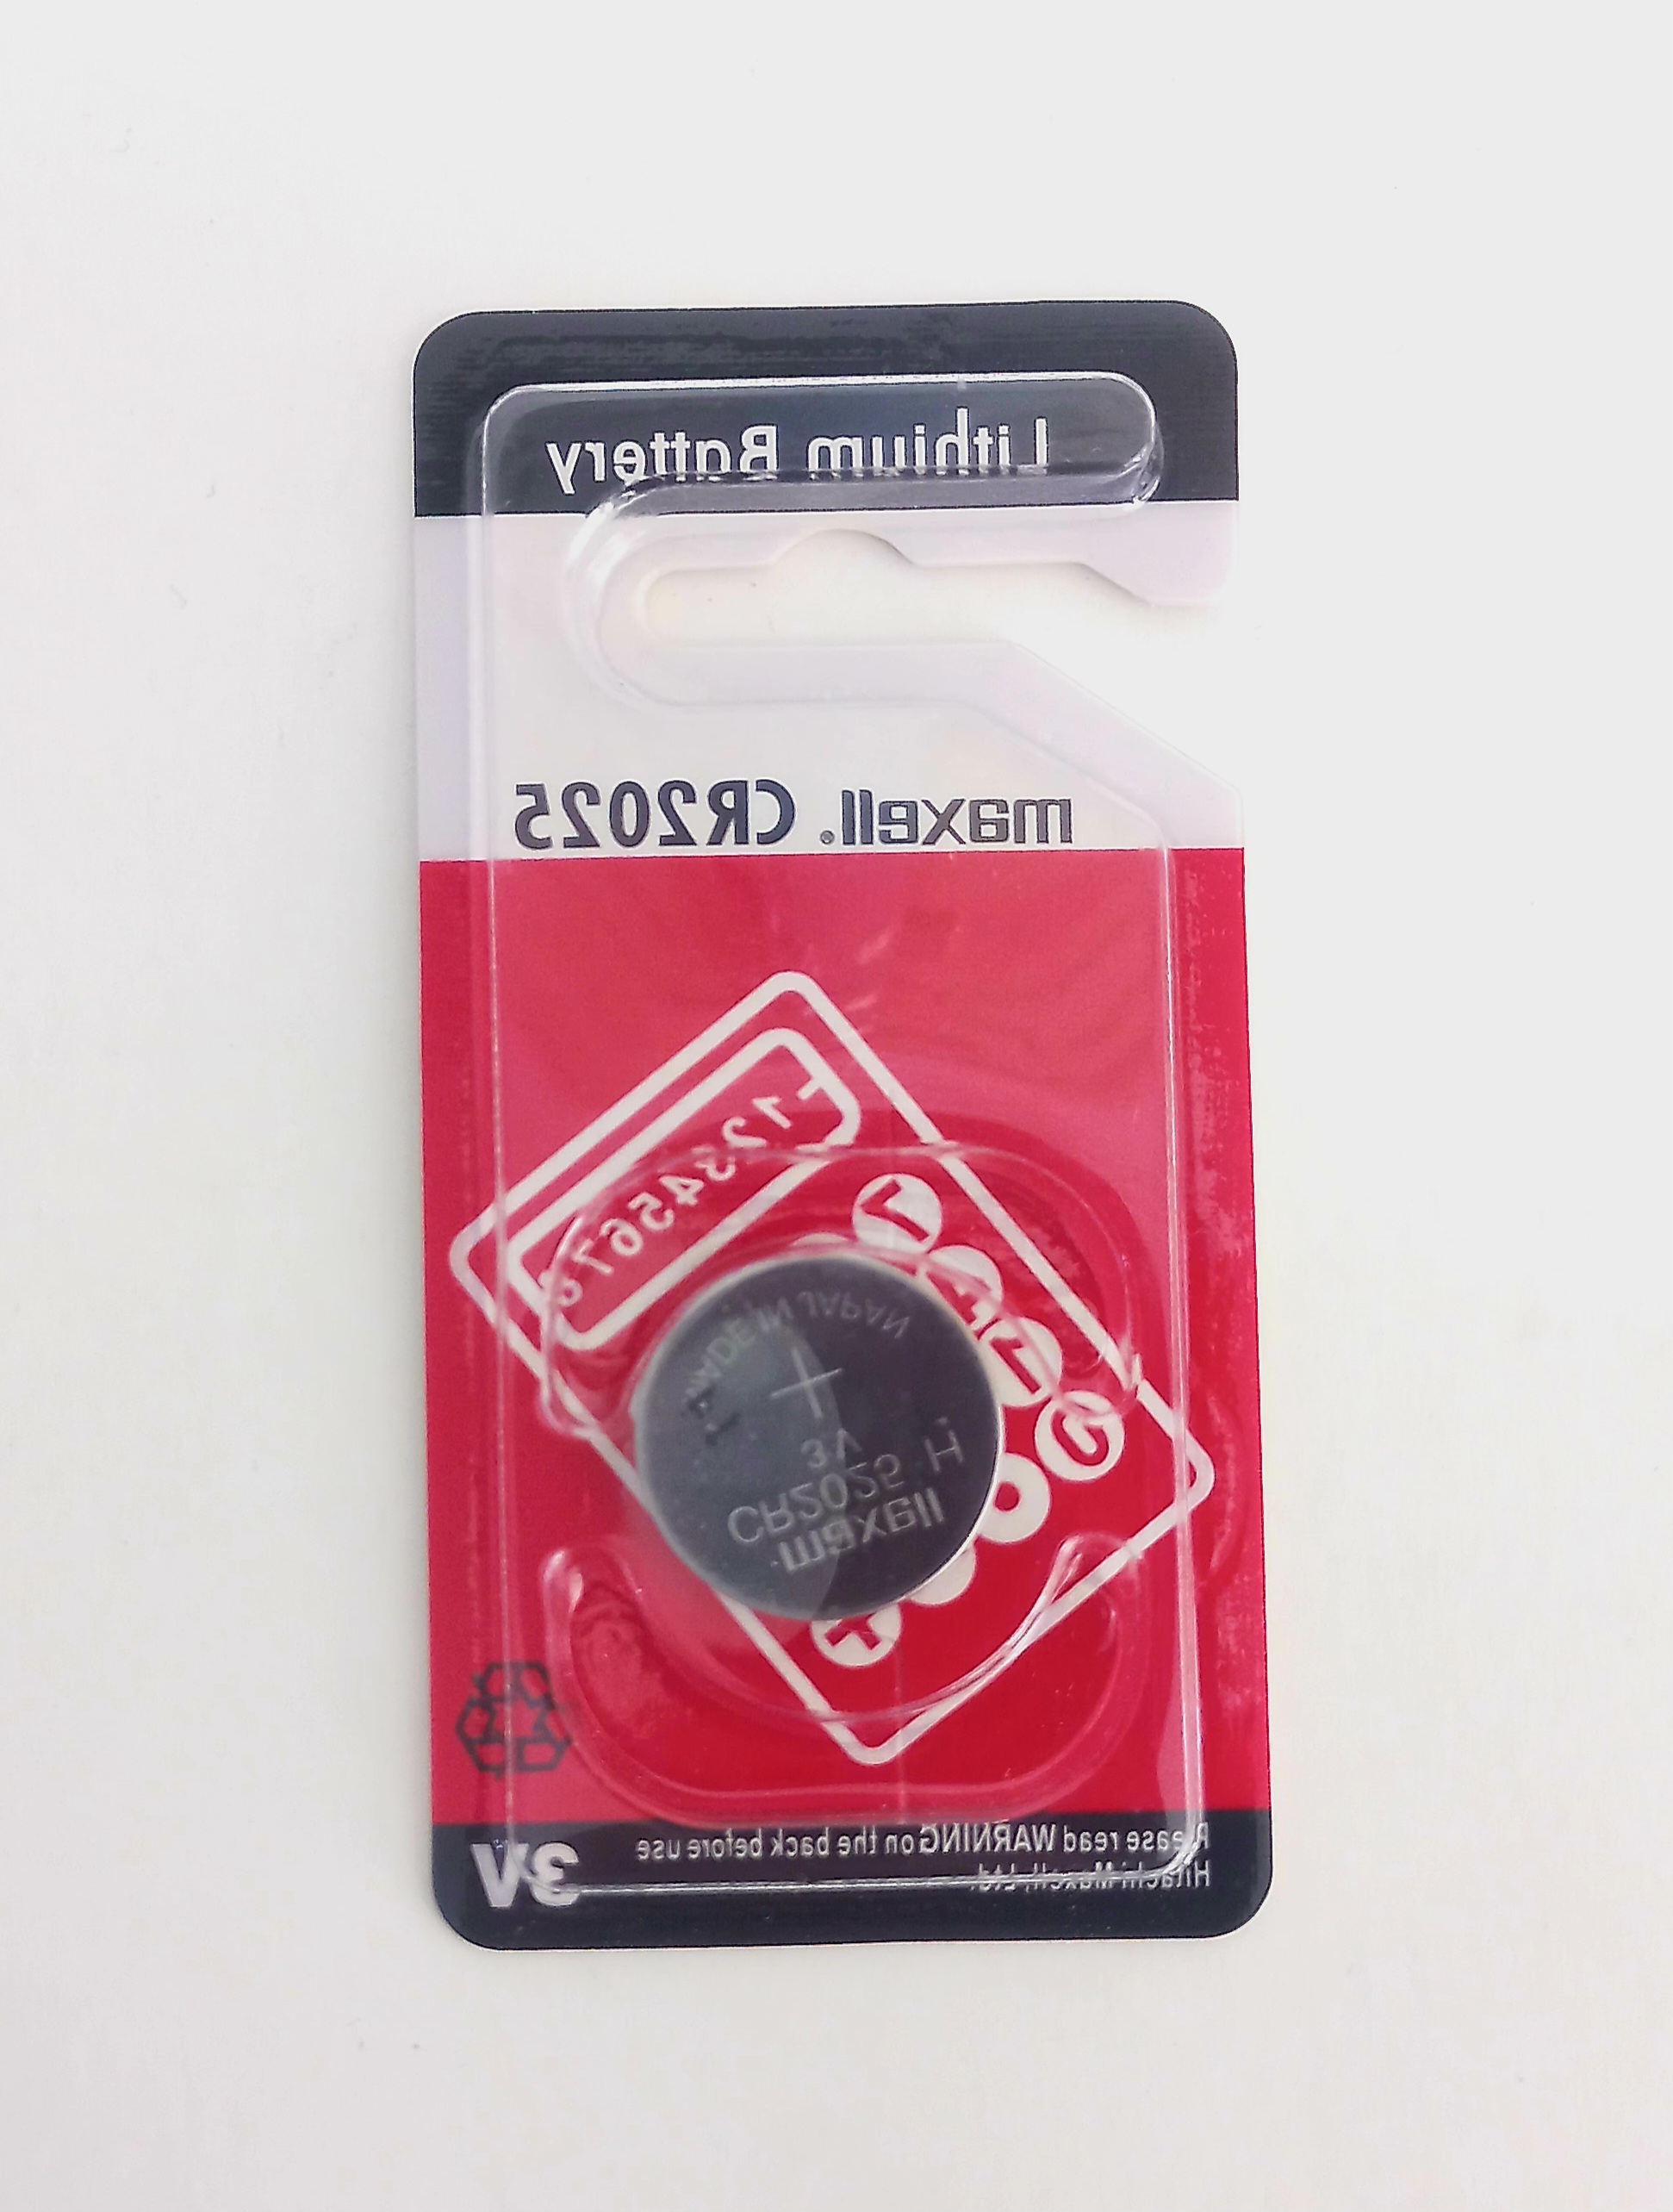 Lithium Battery
maxell. CR2025
12345678
MADE IN JAPAN
+
3V
CR2025 H
maxell
Please read WARNING on the back before use
Hitachi Maxell, Ltd.
3V